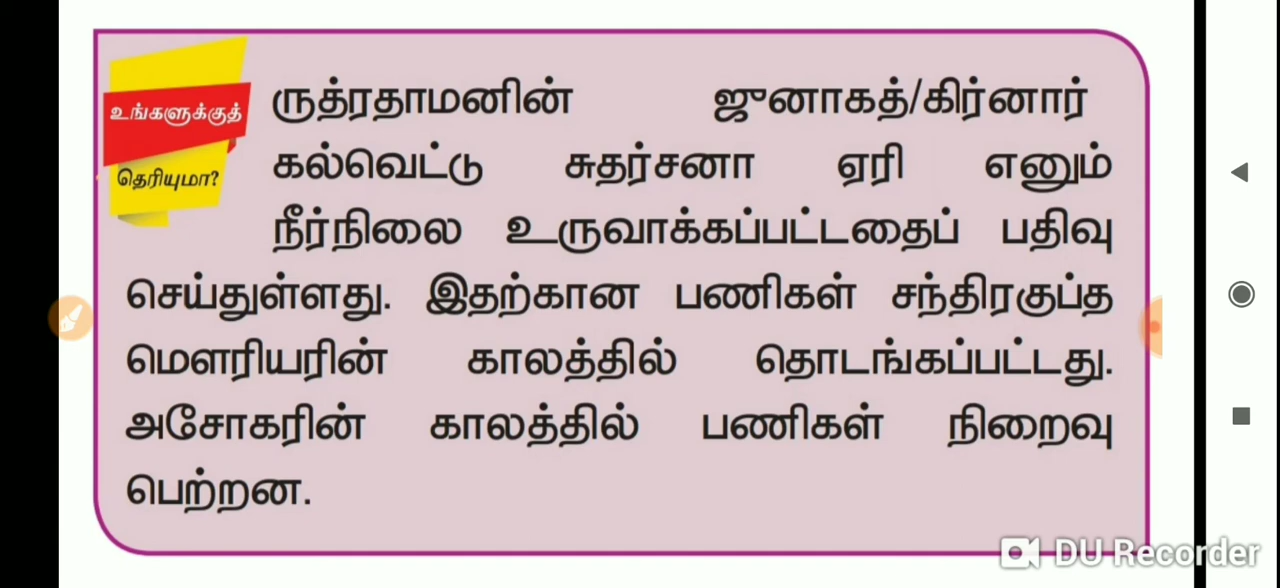 உங்களுக்குத்
தெரியுமா?
ருத்ரதாமனின் ஜுனாகத்/கிர்னார்
கல்வெட்டு சுதர்சனா ஏரி எனும்
நீர்நிலை உருவாக்கப்பட்டதைப் பதிவு
செய்துள்ளது. இதற்கான பணிகள் சந்திரகுப்த
மௌரியரின் காலத்தில் தொடங்கப்பட்டது.
அசோகரின் காலத்தில் பணிகள் நிறைவு
பெற்றன.
DU Recorder